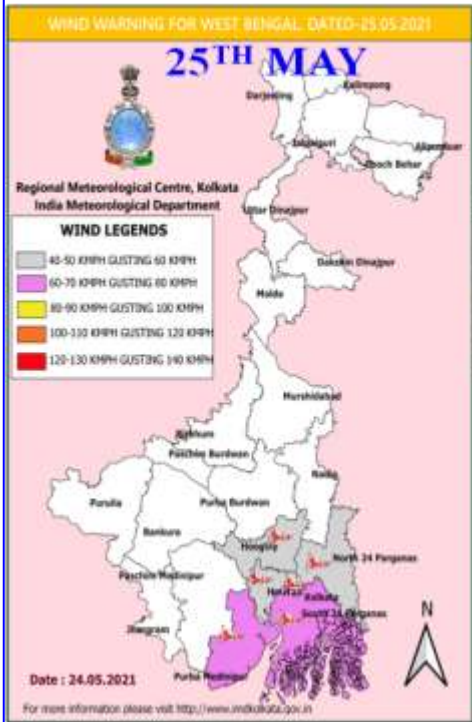 WIND WARNING FOR WEST BENGAL, DATED-25.05.2021
25TH MAY
Kalimpong
Darjeeling
Jalpaiguri
Alipurduar
Cooch Behar
Regional Meteorological Centre, Kolkata
India Meteorological Department
Uttar Dinajpur
WIND LEGENDS
40-50 KMPH GUSTING 60 KMPH
60-70 KMPH GUSTING 80 KMPH
80-90 KMPH GUSTING 100 KMPH
100-110 KMPH GUSTING 120 KMPH
120-130 KMPH GUSTING 140 KMPH
Dakshin Dinajpur
Malda
Murshidabad
Birbhum
Paschim Burdwan
Nadia
Purulia
Purba Burdwan
Bankura
Hooghly
North 24 Parganas
Paschim Medinipur
Howrah
Kolkata
South 24 Parganas
Jhargram
N
Purba Medinipur
Date : 24.05.2021
For more information please visit http://www.imdkolkata.gov.in